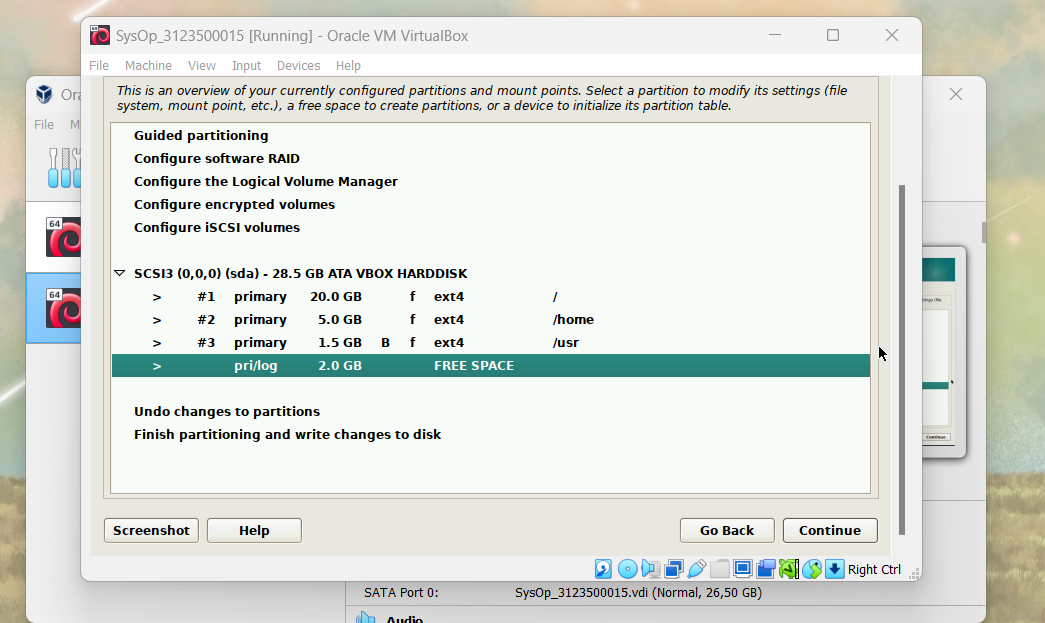 SysOp_3123500015 [Running] - Oracle VM VirtualBox
File Machine View Input Devices Help
Ora
File M
This is an overview of your currently configured partitions and mount points. Select a partition to modify its settings (file
system, mount point, etc.), a free space to create partitions, or a device to initialize its partition table.
Guided partitioning
Configure software RAID
Configure the Logical Volume Manager
Configure encrypted volumes
Configure iSCSI volumes
SCSI3 (0,0,0) (sda) - 28.5 GB ATA VBOX HARDDISK
> #1 primary 20.0 GB f ext4 /
> #2 primary 5.0 GB f ext4 /home
> #3 primary 1.5 GB B f ext4 /usr
> pri/log 2.0 GB FREE SPACE
Undo changes to partitions
Finish partitioning and write changes to disk
Screenshot Help Go Back Continue
Right Ctrl
64
64
64
Continue
SATA Port 0: SysOp_3123500015.vdi (Normal, 26,50 GB)
Audio